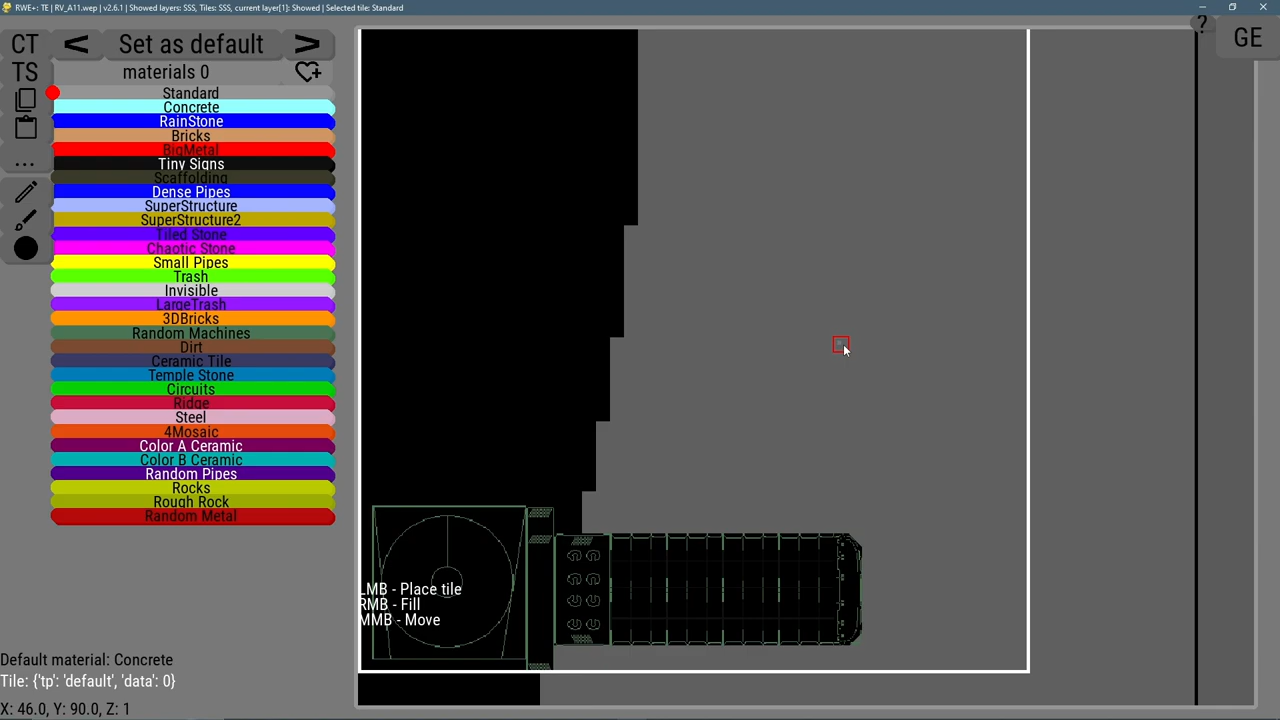 RWE+: TE | RV_A11.wep | v2.6.1 | Showed layers: SSS, Tiles: SSS, current layer[1]: Showed | Selected tile: Standard
CT
<
Set as default
>
?
GE
TS
materials 0
Standard
Concrete
RainStone
Bricks
BigMetal
Tiny Signs
Scaffolding
Dense Pipes
SuperStructure
SuperStructure2
Tiled Stone
Chaotic Stone
Small Pipes
Trash
Invisible
LargeTrash
3DBricks
Random Machines
Dirt
Ceramic Tile
Temple Stone
Circuits
Ridge
Steel
4Mosaic
Color A Ceramic
Color B Ceramic
Random Pipes
Rocks
Rough Rock
Random Metal
...
LMB - Place tile
RMB - Fill
MMB - Move
Default material: Concrete
Tile: {'tp': 'default', 'data': 0}
X: 46.0, Y: 90.0, Z: 1